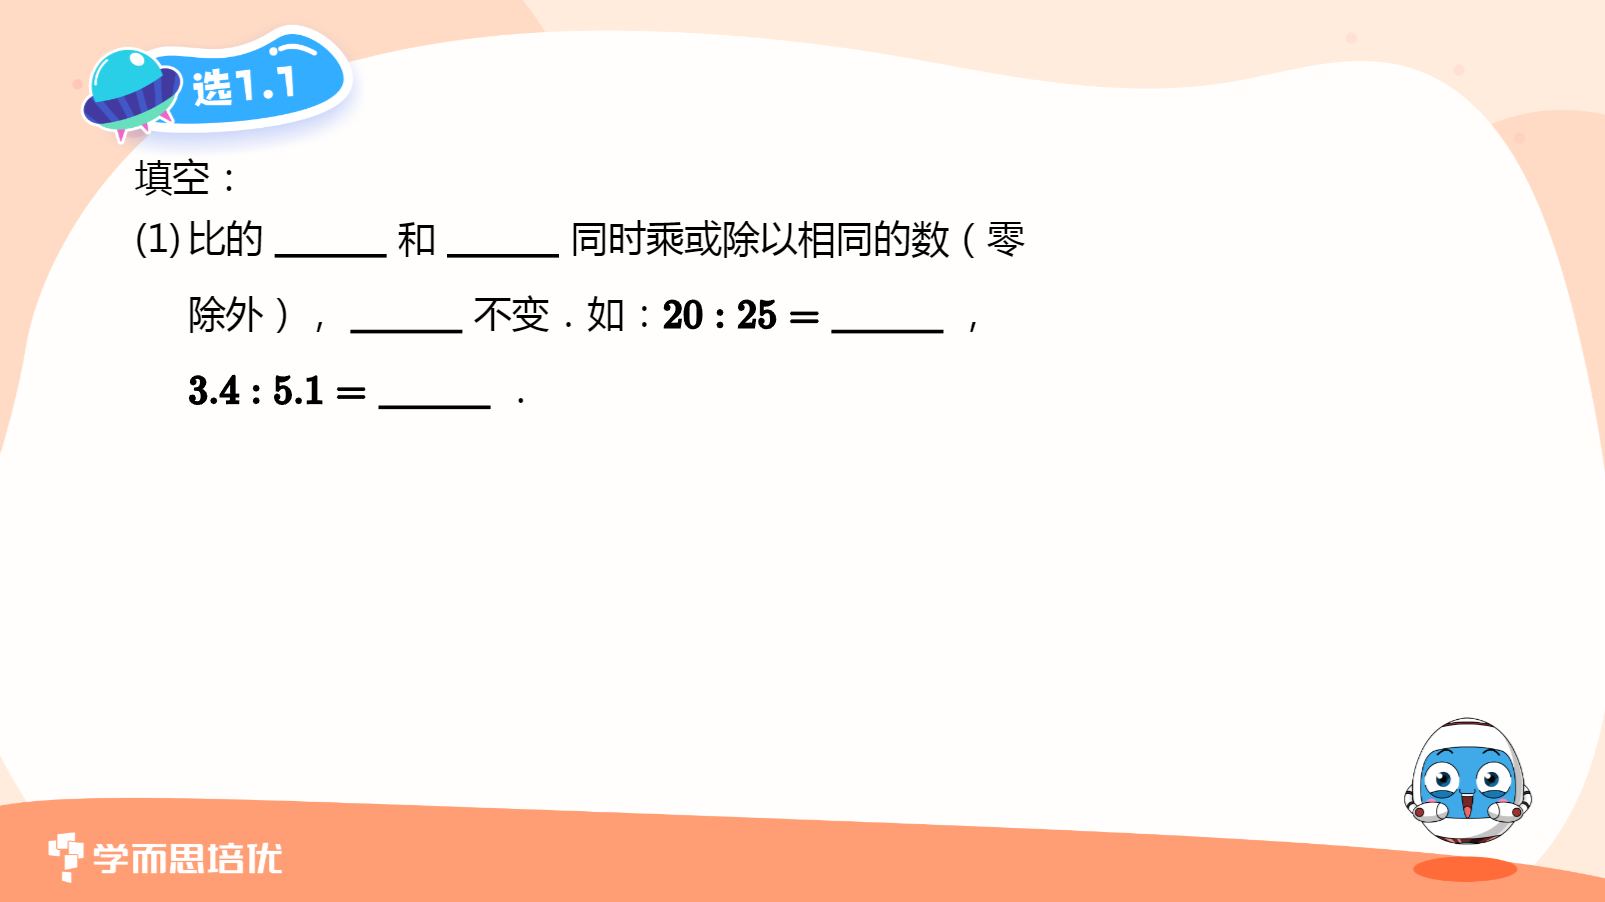 选1.1
填空：
(1) 比的 ______ 和 ______ 同时乘或除以相同的数（零
除外），______ 不变．如：20 : 25 = ______ ，
3.4 : 5.1 = ______ ．
学而思培优